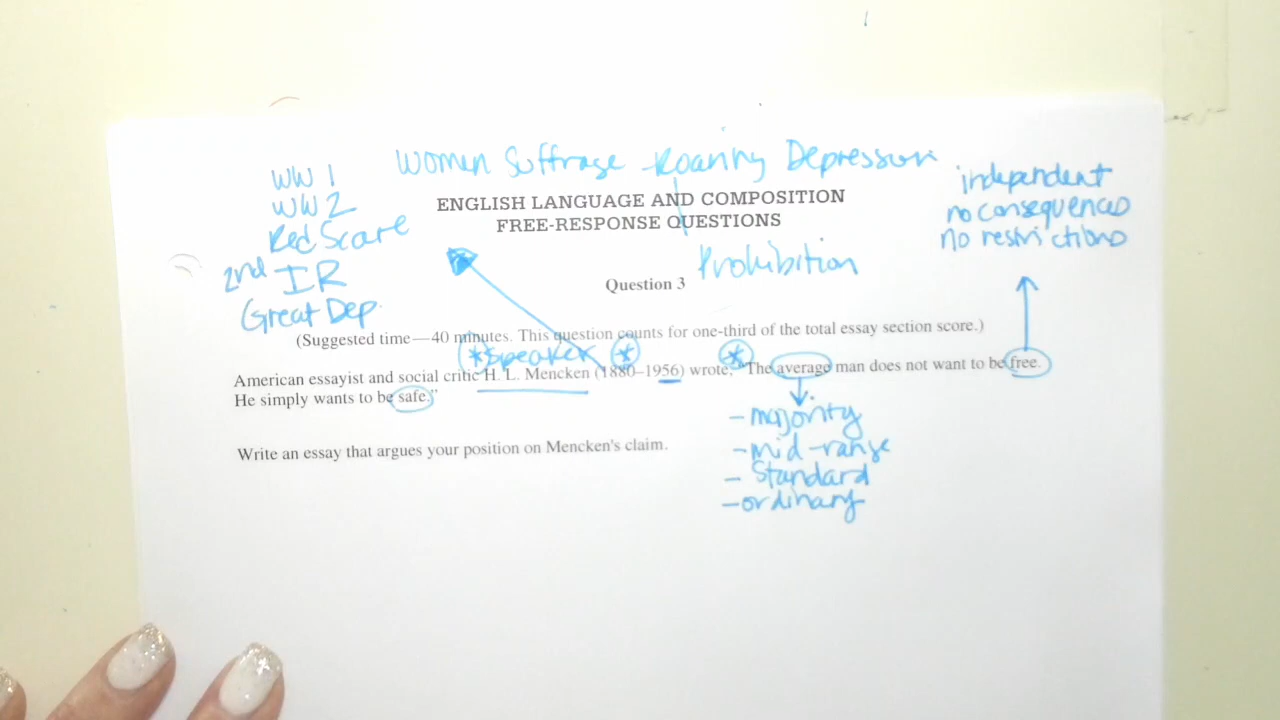 Women Suffrage Roaring Depression
WW 1
WW2
Red Scare
2nd IR
Great Dep.
independent
no consequences
no restrictions
ENGLISH LANGUAGE AND COMPOSITION
FREE-RESPONSE QUESTIONS
Prohibition
Question 3
(Suggested time—40 minutes. This question counts for one-third of the total essay section score.)
*Speaker * *
American essayist and social critic H. L. Mencken (1880–1956) wrote, "The average man does not want to be free.
He simply wants to be safe."
- majority
- mid-range
- Standard
- ordinary
Write an essay that argues your position on Mencken's claim.